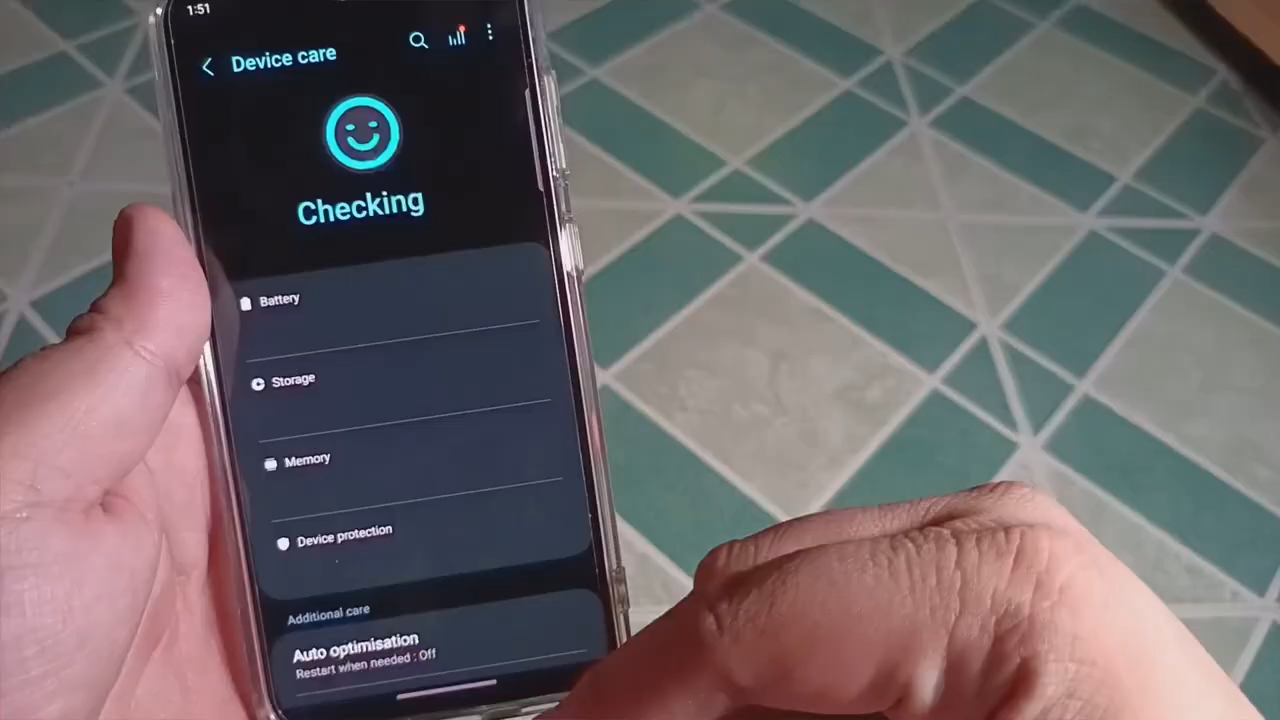 1:51
Device care
Checking
Battery
Storage
Memory
Device protection
Additional care
Auto optimisation
Restart when needed : Off